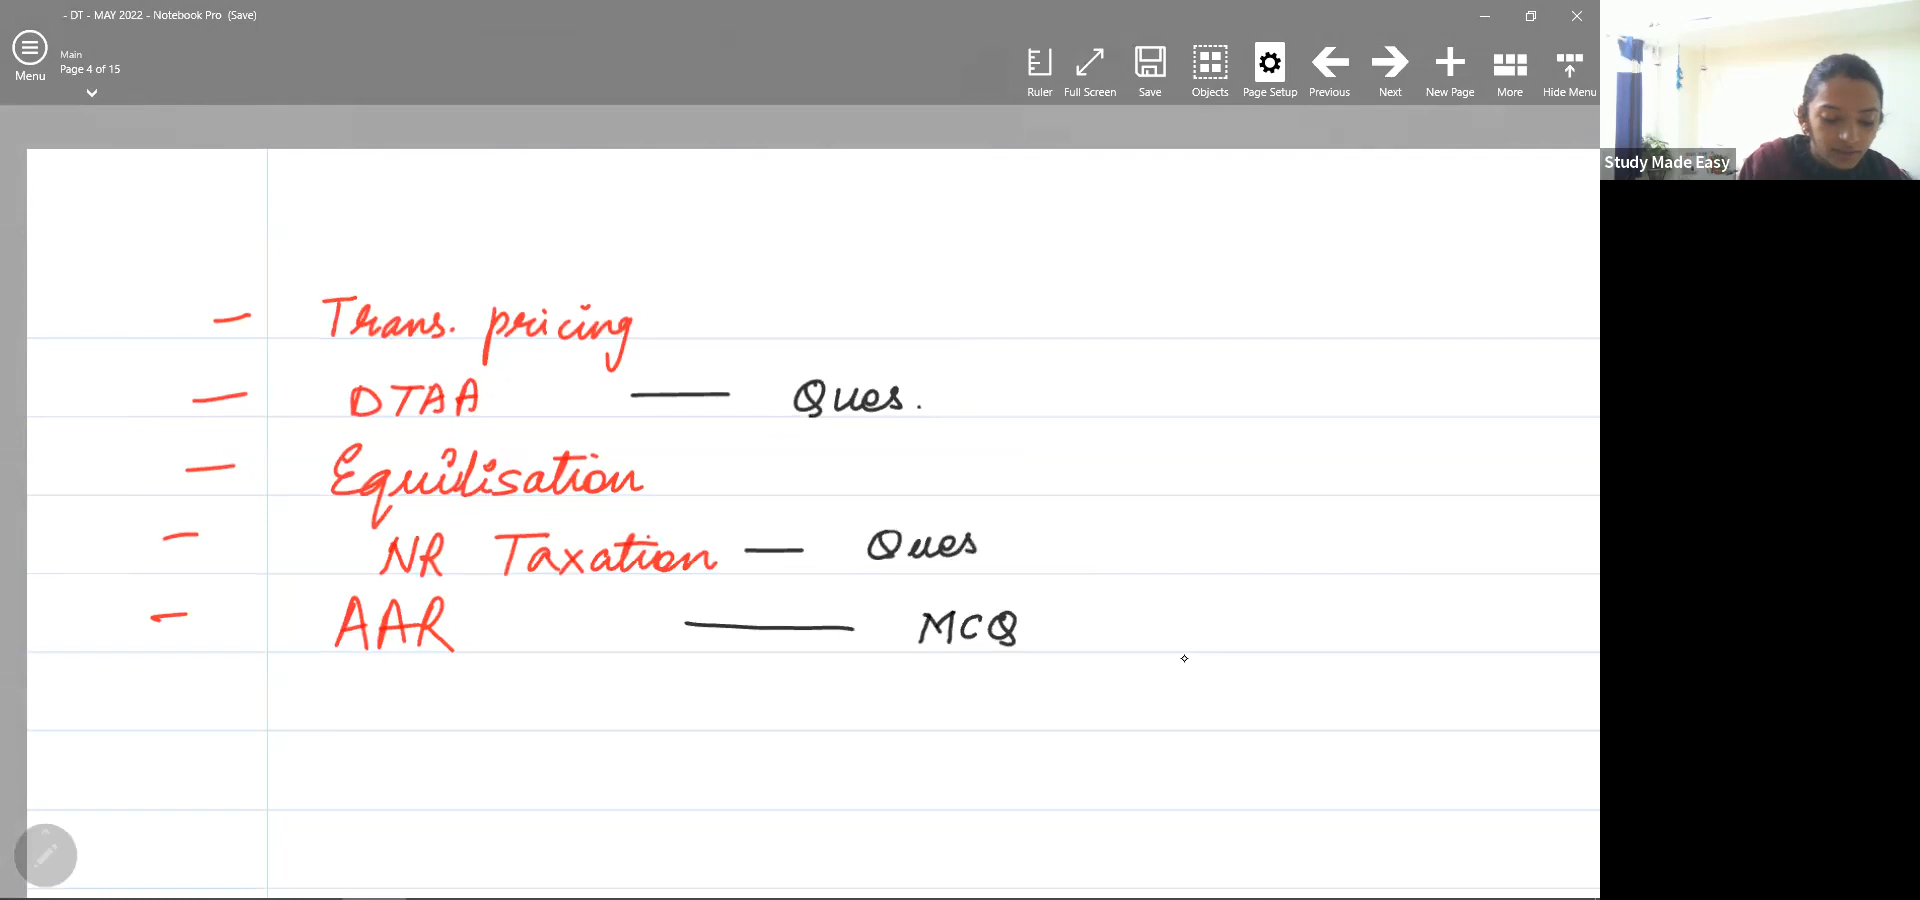 - DT - MAY 2022 - Notebook Pro (Save)
Menu
Main
Page 4 of 15
Ruler
Full Screen
Save
Objects
Page Setup
Previous
Next
New Page
More
Hide Menu
Study Made Easy
- Trans. pricing
- DTAA — Ques.
- Equilisation
- NR Taxation — Ques
- AAR — MCQ